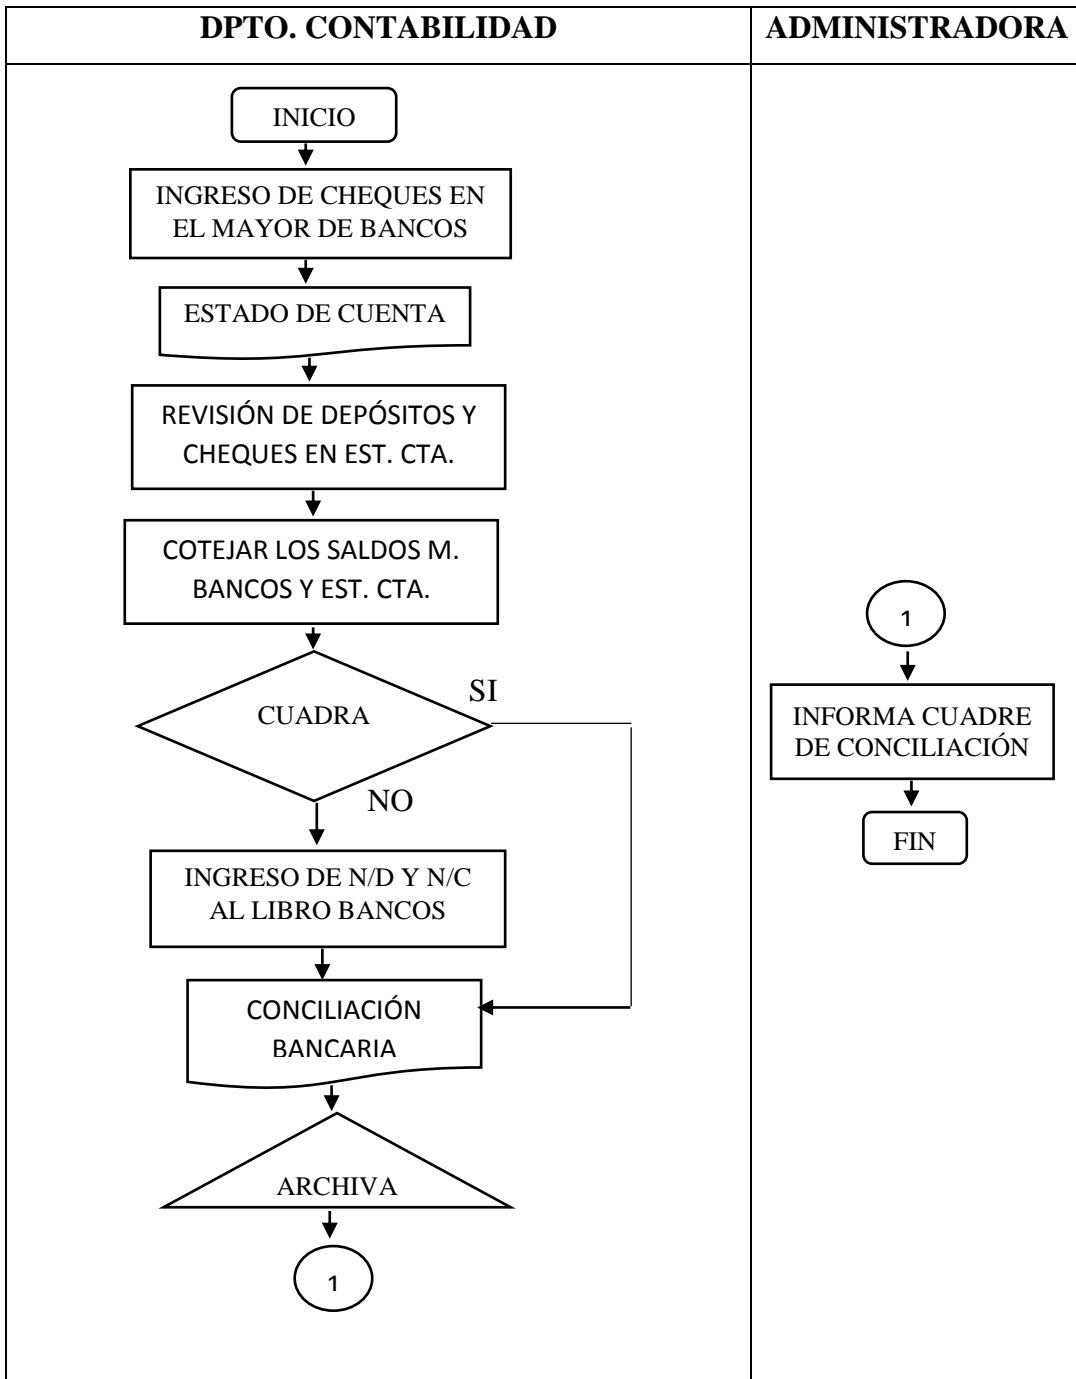 DPTO. CONTABILIDAD
ADMINISTRADORA
INICIO
INGRESO DE CHEQUES EN
EL MAYOR DE BANCOS
ESTADO DE CUENTA
REVISIÓN DE DEPÓSITOS Y
CHEQUES EN EST. CTA.
COTEJAR LOS SALDOS M.
BANCOS Y EST. CTA.
CUADRA
SI
NO
INGRESO DE N/D Y N/C
AL LIBRO BANCOS
CONCILIACIÓN
BANCARIA
ARCHIVA
1
1
INFORMA CUADRE
DE CONCILIACIÓN
FIN